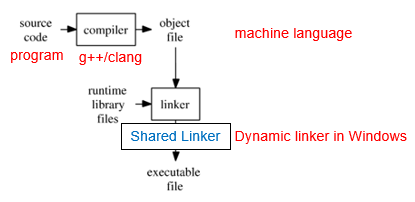 source
code
compiler
object
file
machine language
program
g++/clang
runtime
library
files
linker
Shared Linker
Dynamic linker in Windows
executable
file